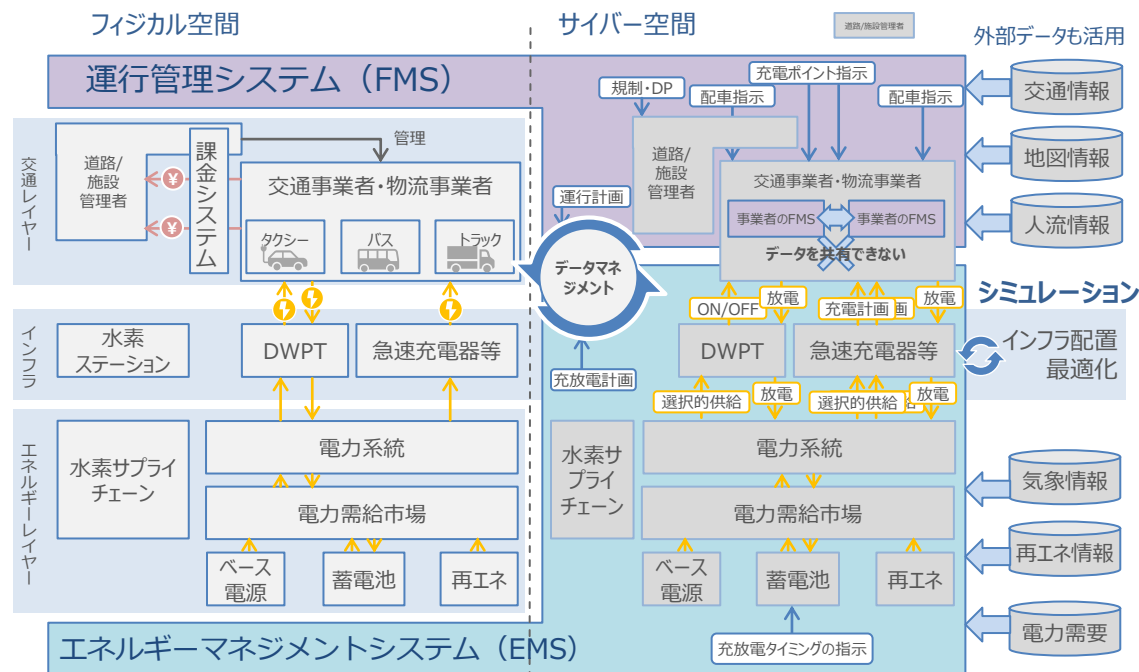 フィジカル空間
サイバー空間
道路/施設管理者
外部データも活用
運行管理システム（FMS）
充電ポイント指示
規制・DP
配車指示
配車指示
交通情報
地図情報
人流情報
交通レイヤー
道路/
施設
管理者
課金システム
管理
¥
¥
交通事業者・物流事業者
タクシー
バス
トラック
運行計画
データマネ
ジメント
充放電計画
道路/
施設
管理者
交通事業者・物流事業者
事業者のFMS
事業者のFMS
データを共有できない
ON/OFF
放電
充電計画
画
放電
シミュレーション
インフラ配置
最適化
インフラ
水素
ステーション
DWPT
急速充電器等
DWPT
急速充電器等
選択的供給
放電
選択的供給
放電
エネルギーレイヤー
水素サプライ
チェーン
電力系統
電力需給市場
ベース
電源
蓄電池
再エネ
水素サ
プライ
チェーン
電力系統
電力需給市場
ベース
電源
蓄電池
再エネ
気象情報
再エネ情報
電力需要
エネルギーマネジメントシステム（EMS）
充放電タイミングの指示